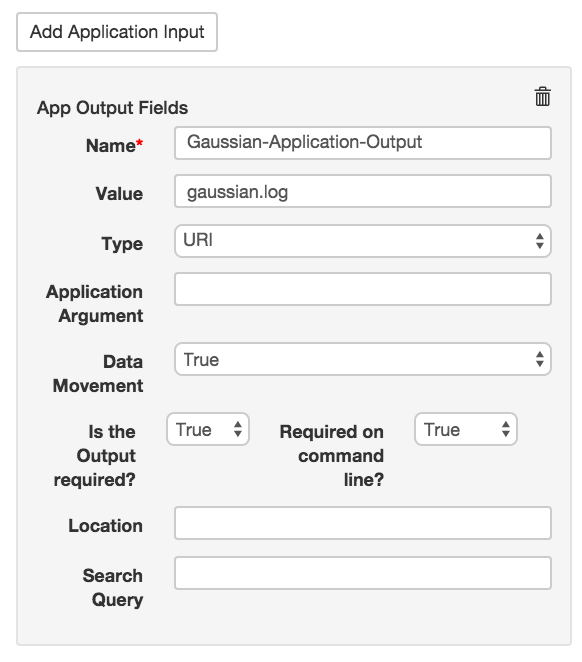 Add Application Input
App Output Fields
Name* Gaussian-Application-Output
Value gaussian.log
Type URI
Application
Argument
Data True
Movement
Is the True Required on True
Output command
required? line?
Location
Search
Query